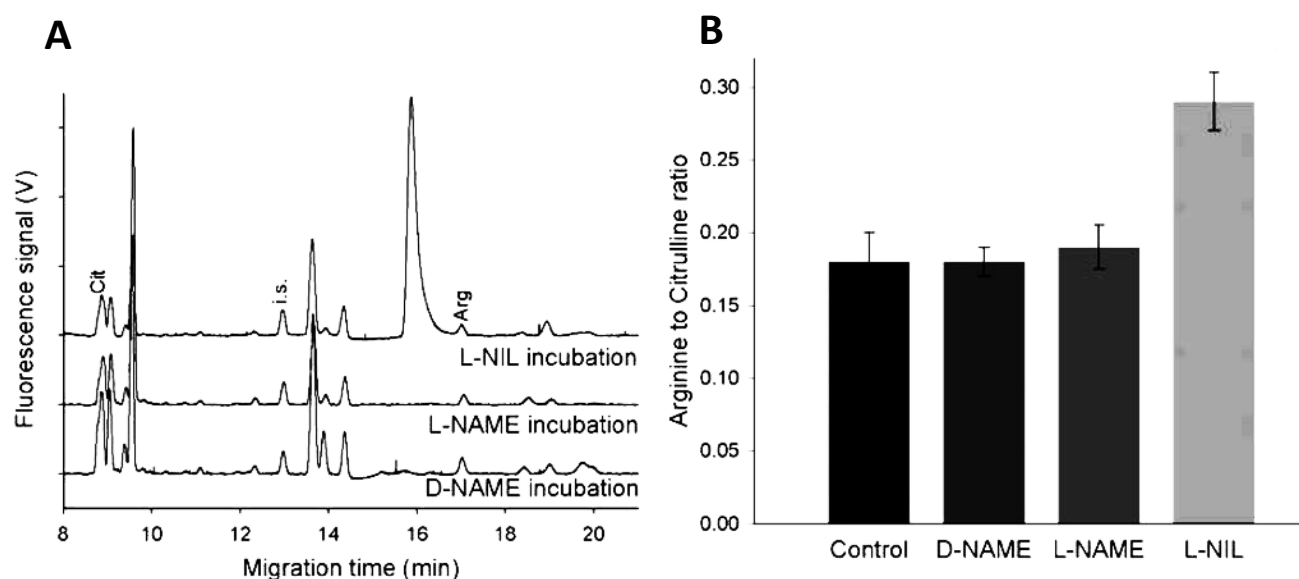 A
Fluorescence signal (V)
Cit
i.s.
Arg
L-NIL incubation
L-NAME incubation
D-NAME incubation
8 10 12 14 16 18 20
Migration time (min)
B
Arginine to Citrulline ratio
0.30
0.25
0.20
0.15
0.10
0.05
0.00
Control D-NAME L-NAME L-NIL